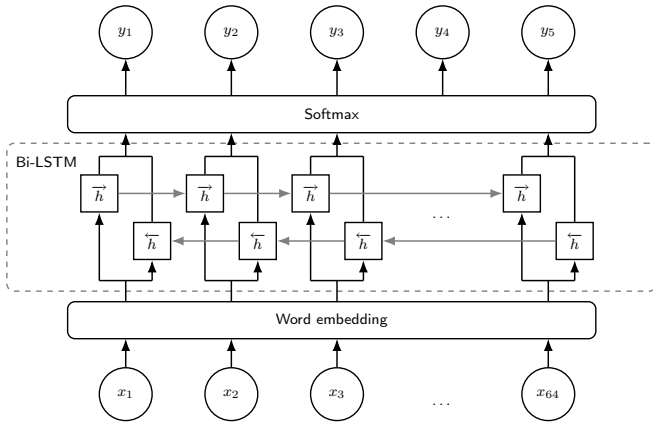 y1 y2 y3 y4 y5
Softmax
Bi-LSTM
→h →h →h →h
...
←h ←h ←h ←h
Word embedding
x1 x2 x3 ... x64